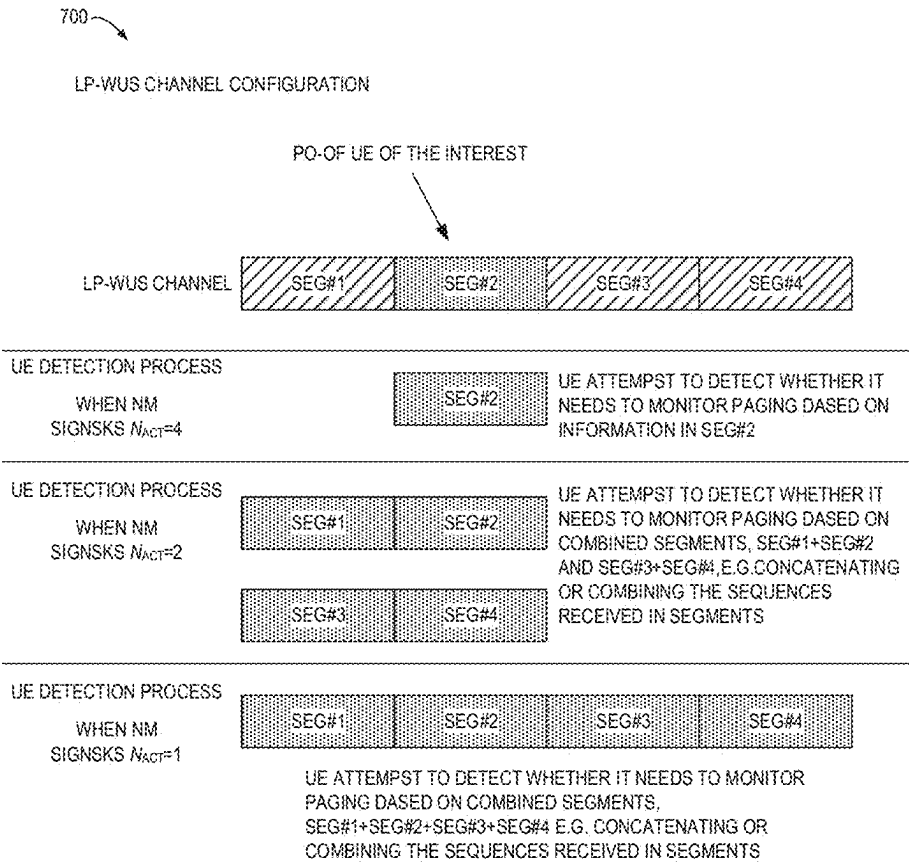 700
LP-WUS CHANNEL CONFIGURATION
PO-OF UE OF THE INTEREST
LP-WUS CHANNEL
SEG#1
SEG#2
SEG#3
SEG#4
UE DETECTION PROCESS
WHEN NM
SIGNSKS NACT=4
SEG#2
UE ATTEMPST TO DETECT WHETHER IT
NEEDS TO MONITOR PAGING DASED ON
INFORMATION IN SEG#2
UE DETECTION PROCESS
WHEN NM
SIGNSKS NACT=2
SEG#1
SEG#2
SEG#3
SEG#4
UE ATTEMPST TO DETECT WHETHER IT
NEEDS TO MONITOR PAGING DASED ON
COMBINED SEGMENTS, SEG#1+SEG#2
AND SEG#3+SEG#4,E.G.CONCATENATING
OR COMBINING THE SEQUENCES
RECEIVED IN SEGMENTS
UE DETECTION PROCESS
WHEN NM
SIGNSKS NACT=1
SEG#1
SEG#2
SEG#3
SEG#4
UE ATTEMPST TO DETECT WHETHER IT NEEDS TO MONITOR
PAGING DASED ON COMBINED SEGMENTS,
SEG#1+SEG#2+SEG#3+SEG#4 E.G. CONCATENATING OR
COMBINING THE SEQUENCES RECEIVED IN SEGMENTS